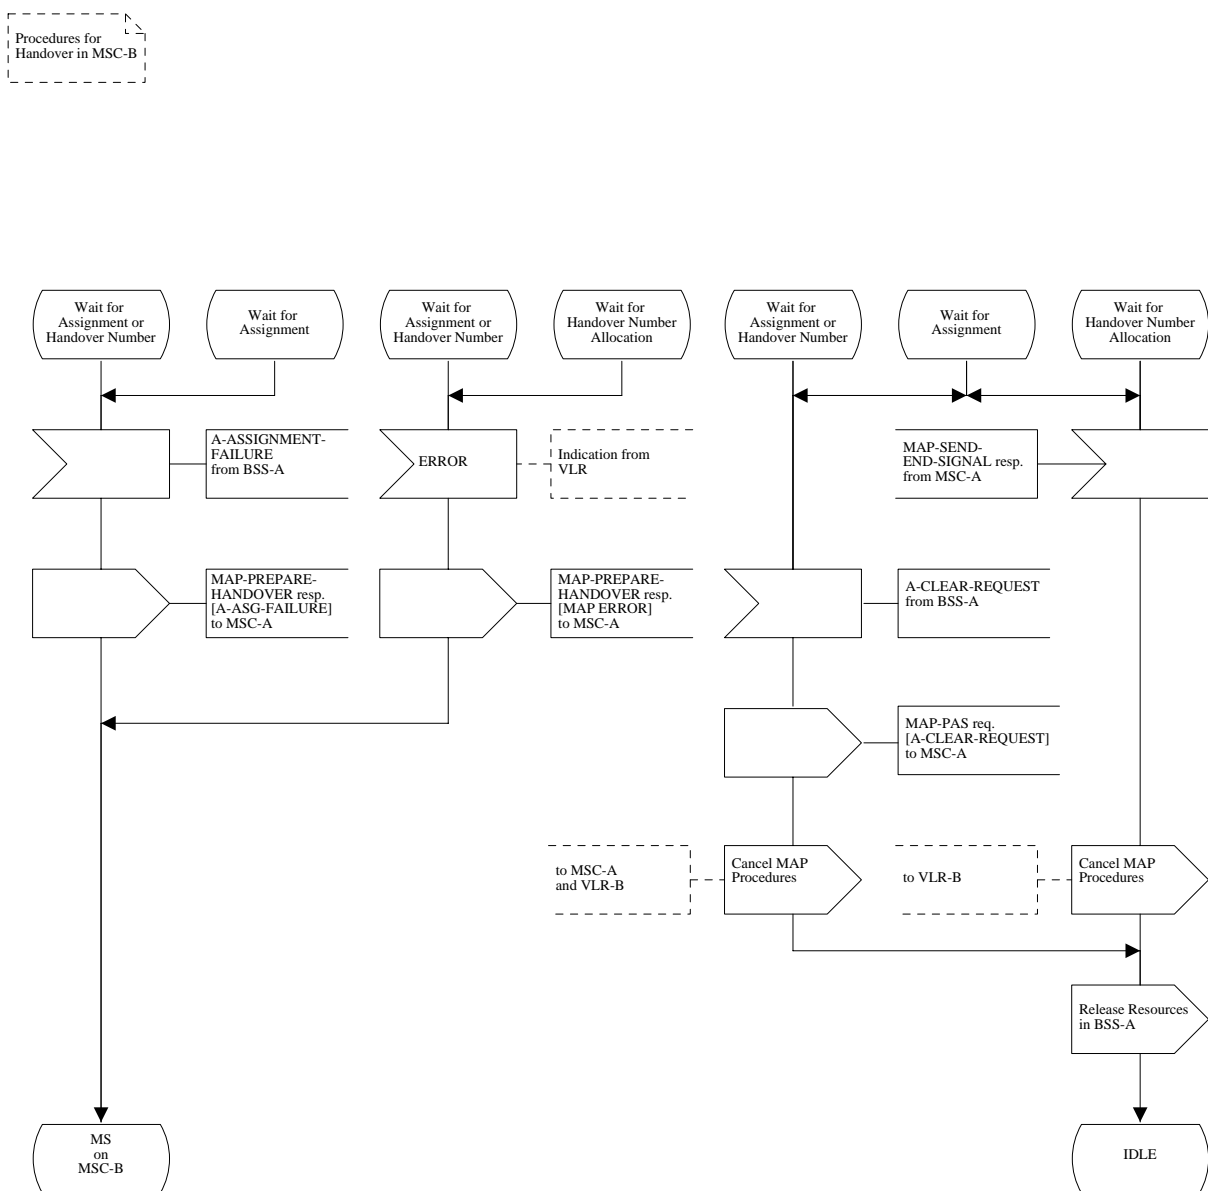 Procedures for
Handover in MSC-B
Wait for
Assignment or
Handover Number
Wait for
Assignment
Wait for
Assignment or
Handover Number
Wait for
Handover Number
Allocation
Wait for
Assignment or
Handover Number
Wait for
Assignment
Wait for
Handover Number
Allocation
A-ASSIGNMENT-
FAILURE
from BSS-A
ERROR
Indication from
VLR
MAP-SEND-
END-SIGNAL resp.
from MSC-A
MAP-PREPARE-
HANDOVER resp.
[A-ASG-FAILURE]
to MSC-A
MAP-PREPARE-
HANDOVER resp.
[MAP ERROR]
to MSC-A
A-CLEAR-REQUEST
from BSS-A
MAP-PAS req.
[A-CLEAR-REQUEST]
to MSC-A
to MSC-A
and VLR-B
Cancel MAP
Procedures
to VLR-B
Cancel MAP
Procedures
Release Resources
in BSS-A
MS
on
MSC-B
IDLE